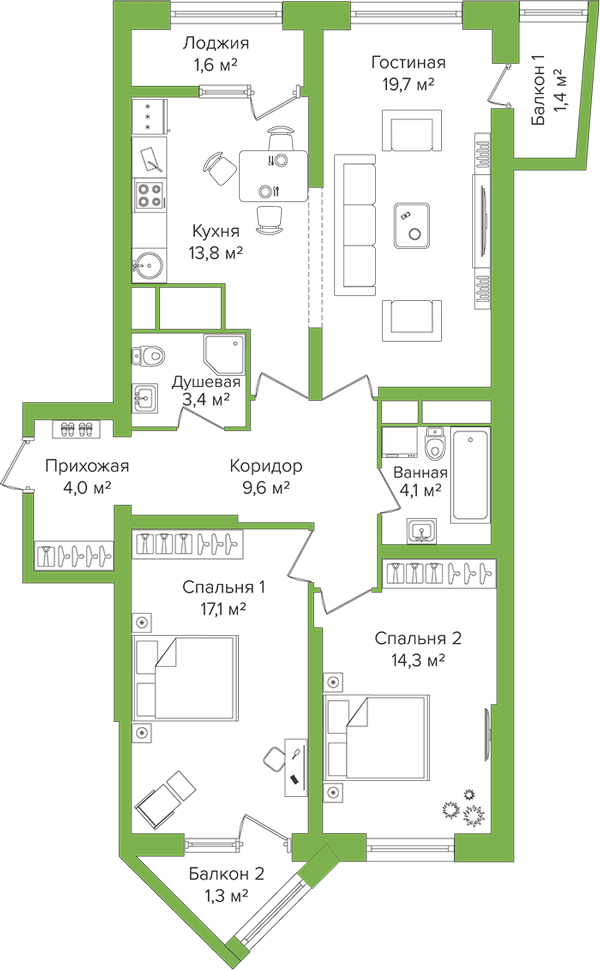 Лоджия
1,6 м²
Гостиная
19,7 м²
Балкон 1
1,4 м²
Кухня
13,8 м²
Душевая
3,4 м²
Прихожая
4,0 м²
Коридор
9,6 м²
Ванная
4,1 м²
Спальня 1
17,1 м²
Спальня 2
14,3 м²
Балкон 2
1,3 м²